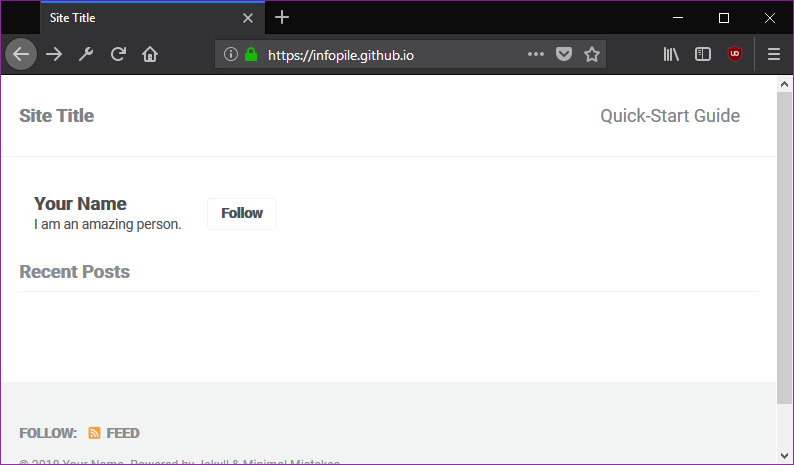 Site Title
https://infopile.github.io
Site Title
Quick-Start Guide
Your Name
I am an amazing person.
Follow
Recent Posts
FOLLOW: FEED
© 2018 Your Name. Powered by Jekyll & Minimal Mistakes.